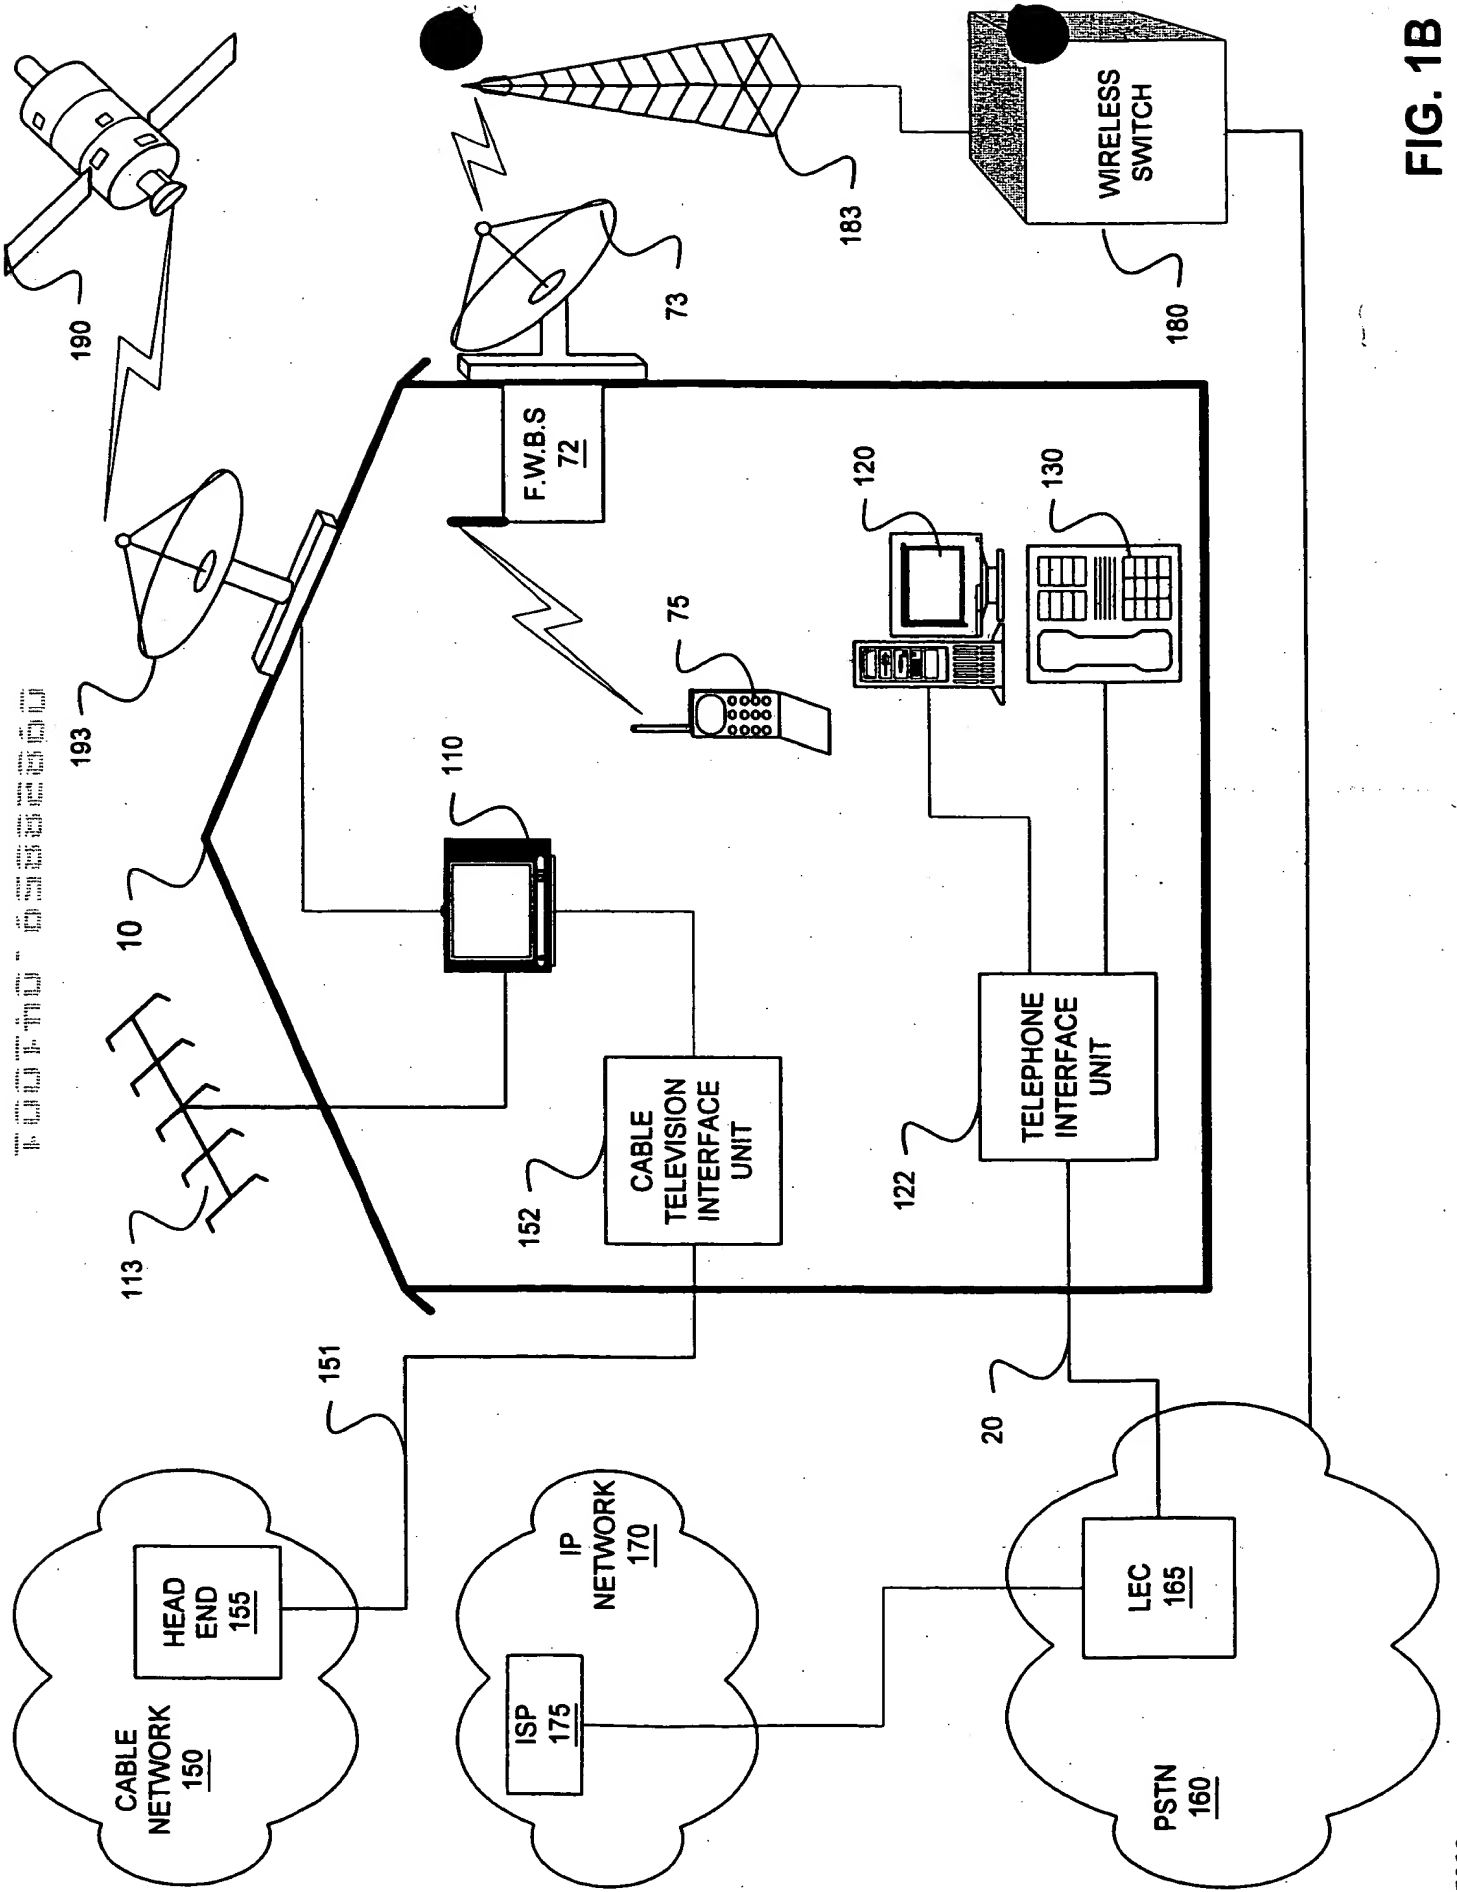 CABLE
NETWORK
150
HEAD
END
155
151
113
10
193
190
ISP
175
IP
NETWORK
170
152
CABLE
TELEVISION
INTERFACE
UNIT
110
75
F.W.B.S
72
73
183
PSTN
160
LEC
165
20
122
TELEPHONE
INTERFACE
UNIT
120
130
180
WIRELESS
SWITCH
FIG. 1B